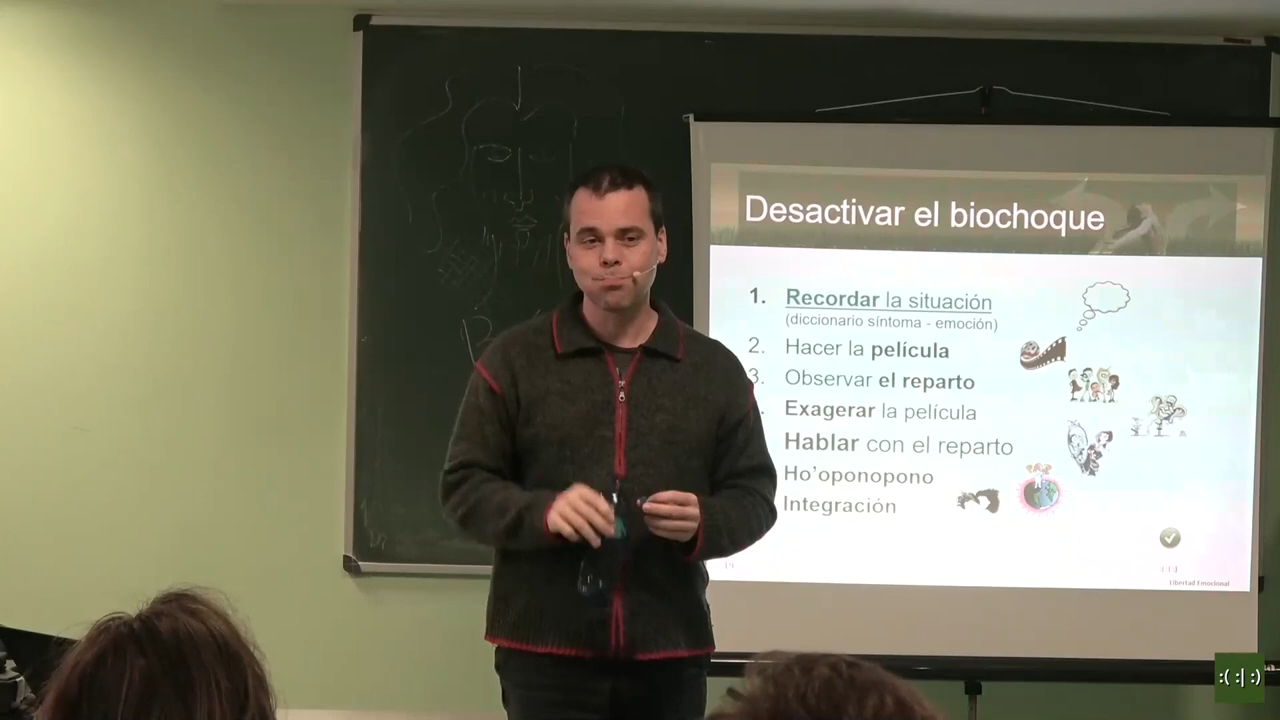 Desactivar el biochoque
1. Recordar la situación
(diccionario síntoma - emoción)
2. Hacer la película
3. Observar el reparto
Exagerar la película
Hablar con el reparto
Ho'oponopono
Integración
Libertad Emocional
:( :| :)